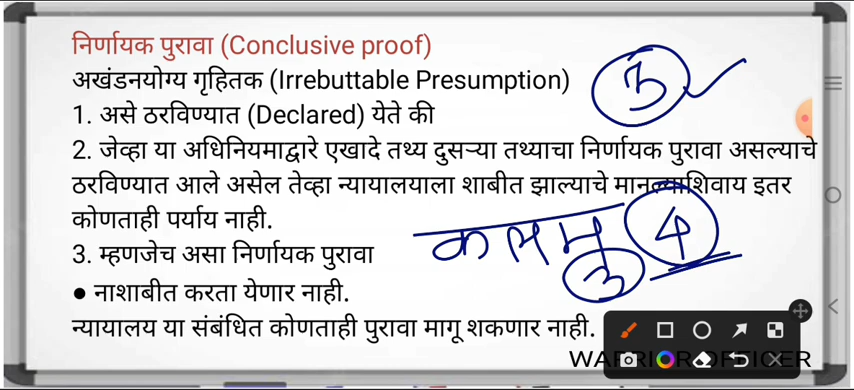 निर्णायक पुरावा (Conclusive proof)
अखंडनयोग्य गृहितक (Irrebuttable Presumption)
1. असे ठरविण्यात (Declared) येते की
2. जेव्हा या अधिनियमाद्वारे एखादे तथ्य दुसऱ्या तथ्याचा निर्णायक पुरावा असल्याचे
ठरविण्यात आले असेल तेव्हा न्यायालयाला शाबीत झाल्याचे मानल्याशिवाय इतर
कोणताही पर्याय नाही.
कलम 4
3. म्हणजेच असा निर्णायक पुरावा
3
● नाशाबीत करता येणार नाही.
न्यायालय या संबंधित कोणताही पुरावा मागू शकणार नाही.
WARRIOR OFFICER